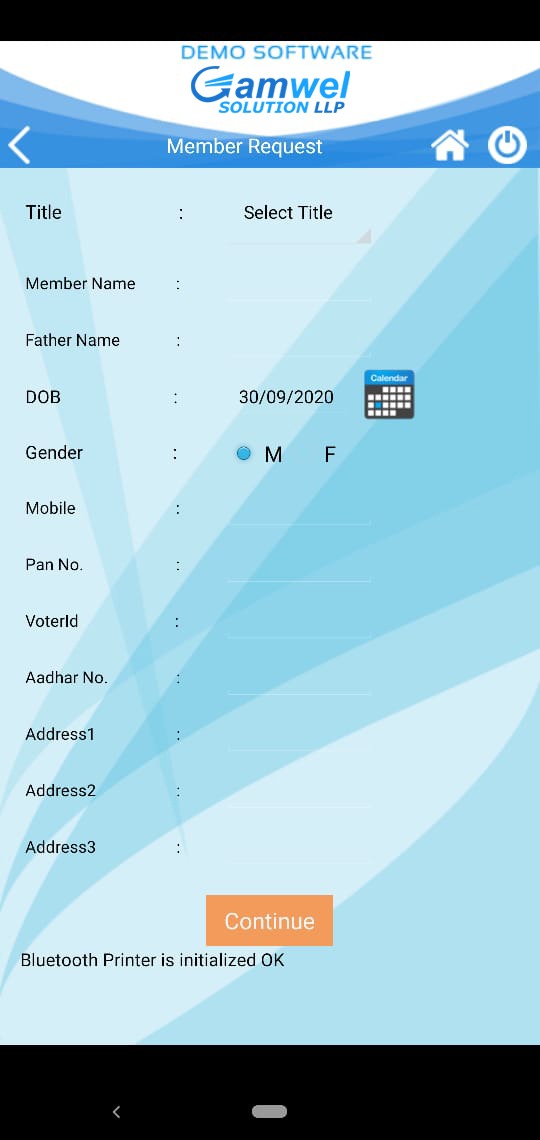 DEMO SOFTWARE
Gamwel
SOLUTION LLP
Member Request
Title : Select Title
Member Name :
Father Name :
DOB : 30/09/2020
Calendar
Gender : M F
Mobile :
Pan No. :
VoterId :
Aadhar No. :
Address1 :
Address2 :
Address3 :
Continue
Bluetooth Printer is initialized OK